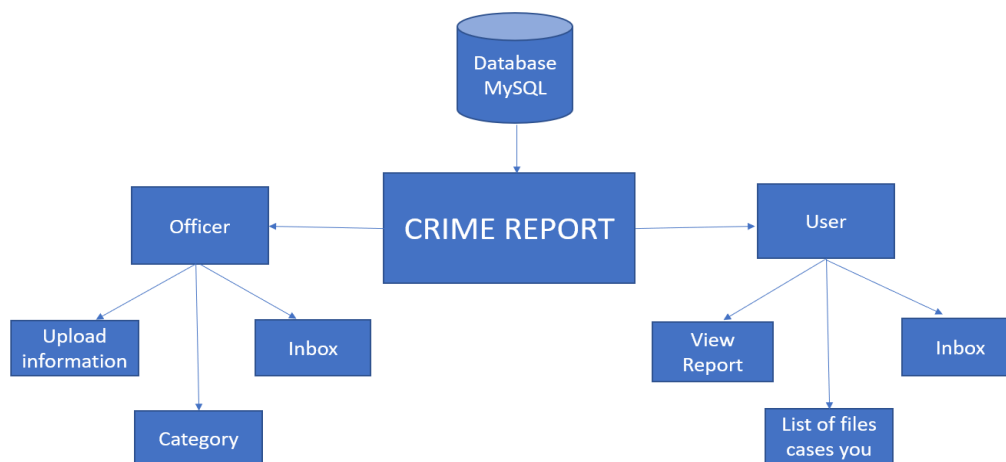 Database
MySQL
CRIME REPORT
Officer
User
Upload
information
Inbox
Category
View
Report
Inbox
List of files
cases you